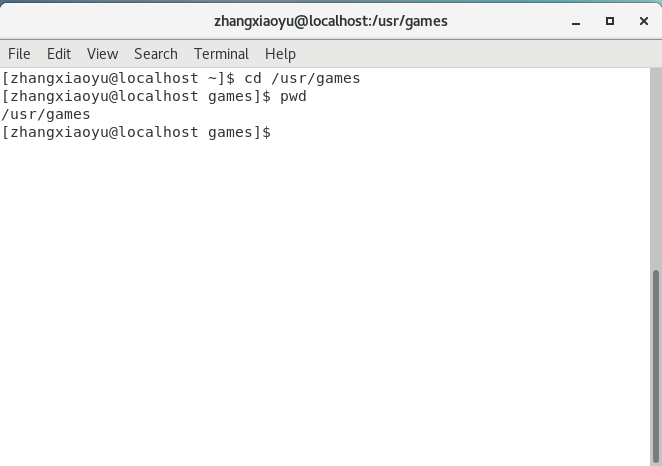 zhangxiaoyu@localhost:/usr/games
File Edit View Search Terminal Help
[zhangxiaoyu@localhost ~]$ cd /usr/games
[zhangxiaoyu@localhost games]$ pwd
/usr/games
[zhangxiaoyu@localhost games]$